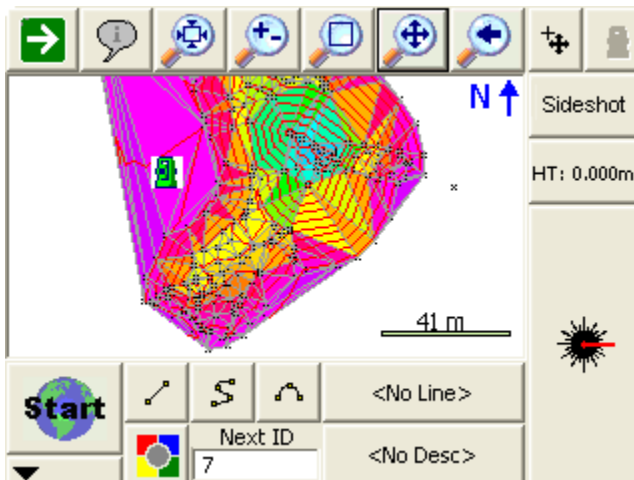 N
Sideshot
HT: 0.000m
41 m
Start
<No Line>
Next ID
7
<No Desc>